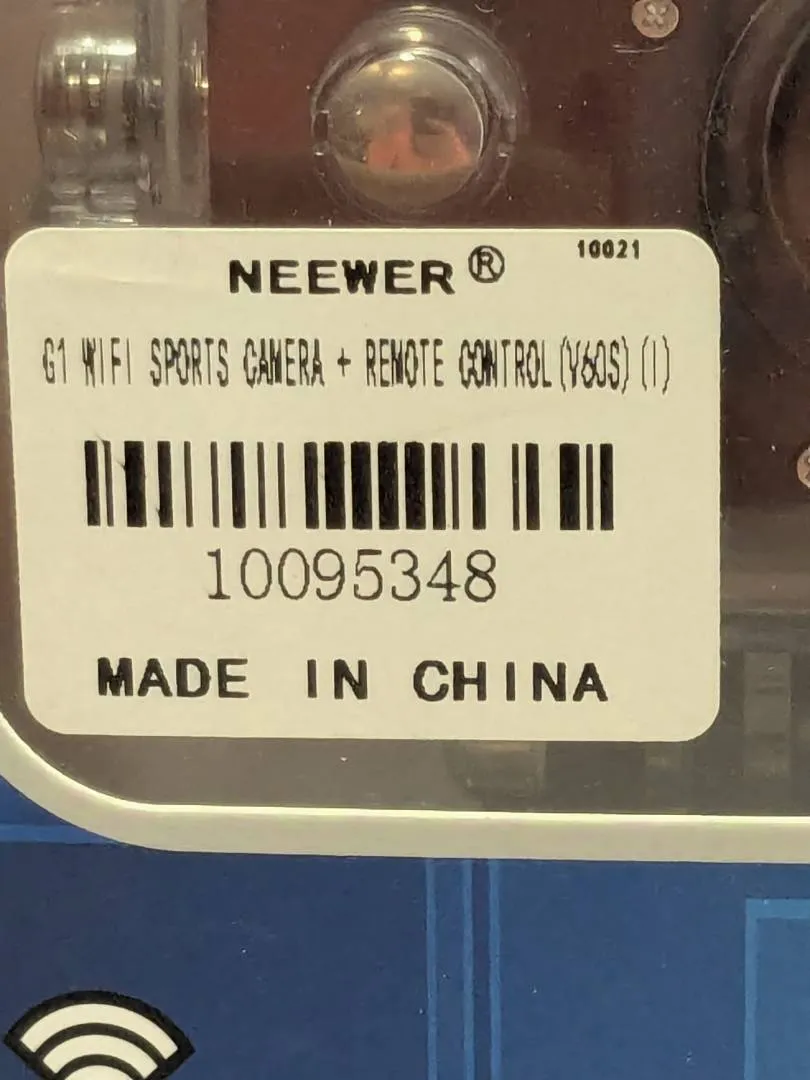 10021
NEEWER®
G1 WIFI SPORTS CAMERA + REMOTE CONTROL(V60S)(I)
10095348
MADE IN CHINA